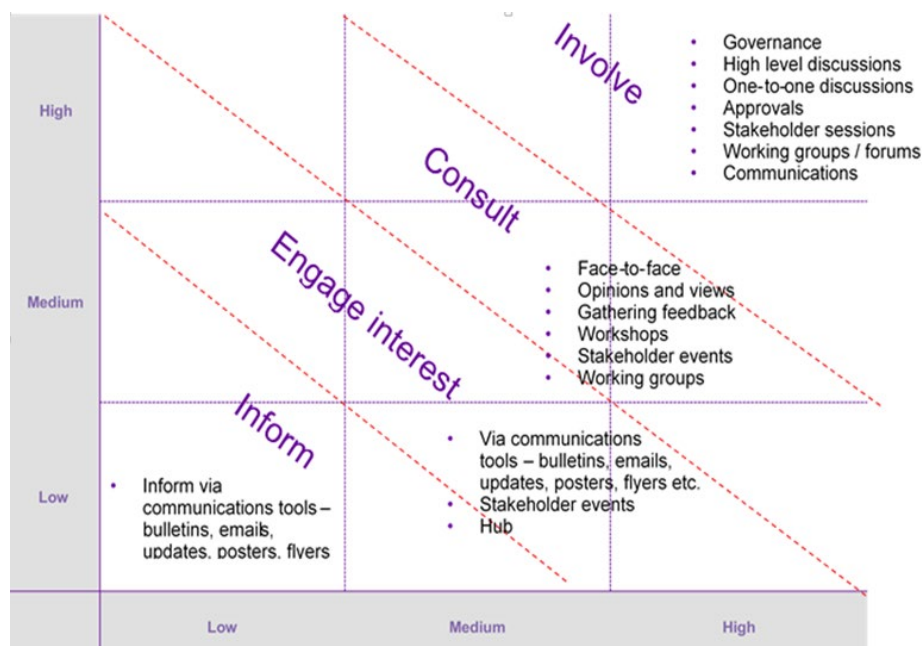 Involve
• Governance
• High level discussions
• One-to-one discussions
• Approvals
• Stakeholder sessions
• Working groups / forums
• Communications
High
Consult
Engage interest
• Face-to-face
• Opinions and views
• Gathering feedback
• Workshops
• Stakeholder events
• Working groups
Medium
Inform
• Via communications
tools – bulletins, emails,
updates, posters, flyers etc.
• Stakeholder events
• Hub
Low
• Inform via
communications tools –
bulletins, emails,
updates, posters, flyers
Low
Medium
High